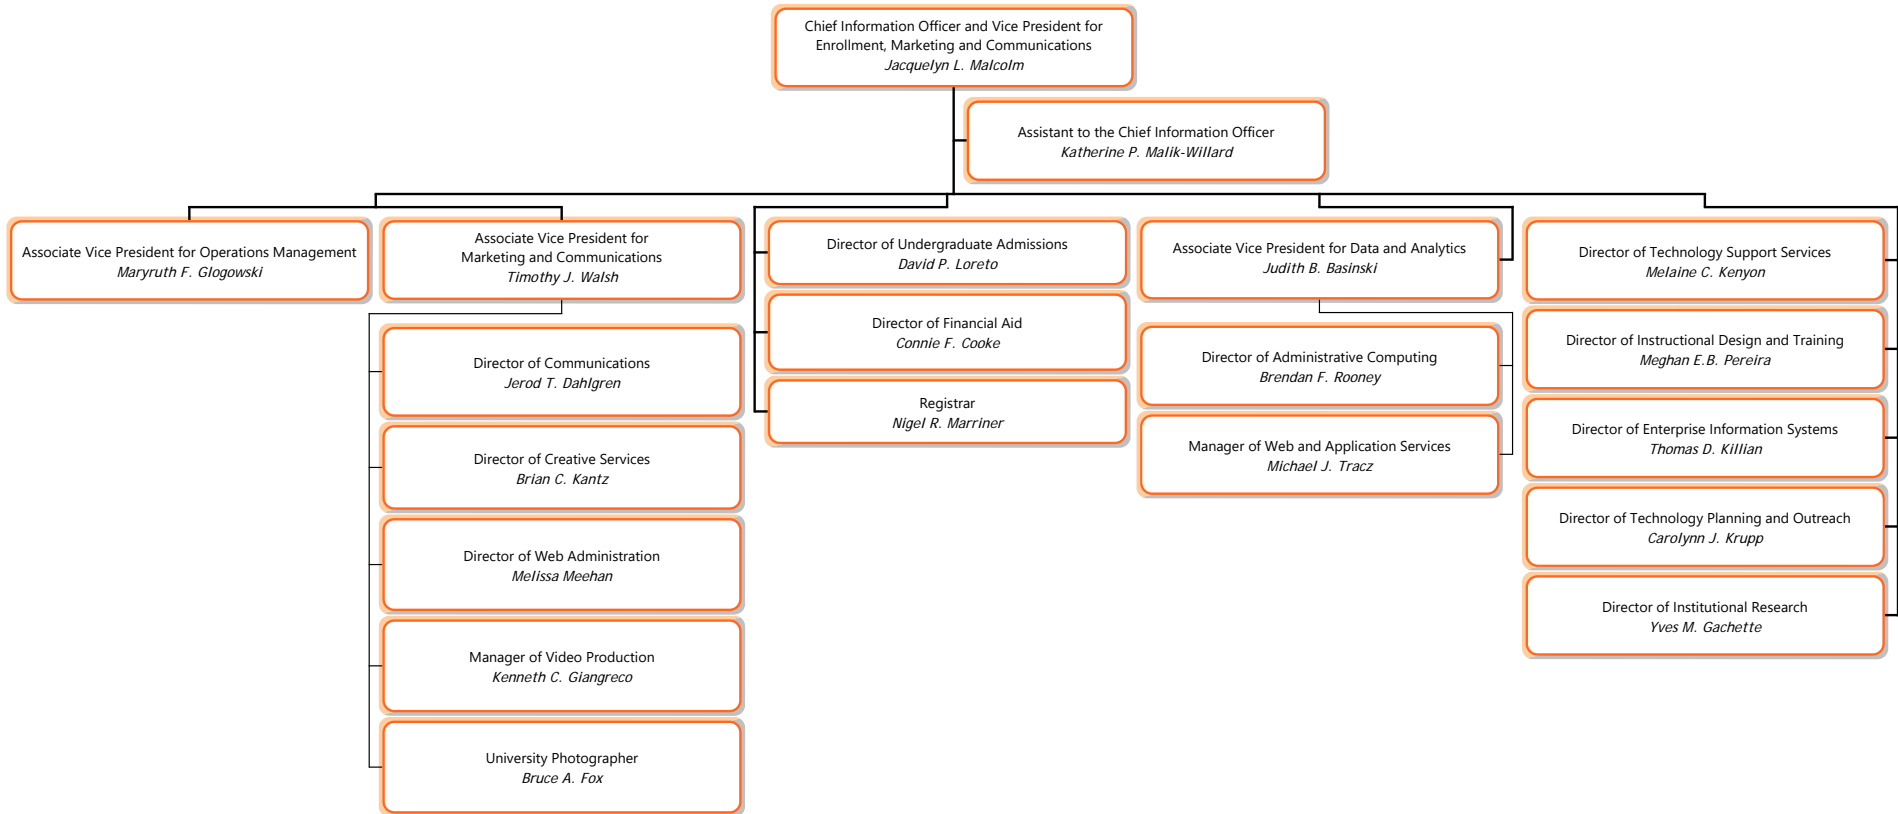 Chief Information Officer and Vice President for
Enrollment, Marketing and Communications
Jacquelyn L. Malcolm
Assistant to the Chief Information Officer
Katherine P. Malik-Willard
Associate Vice President for Operations Management
Maryruth F. Glogowski
Associate Vice President for
Marketing and Communications
Timothy J. Walsh
Director of Communications
Jerod T. Dahlgren
Director of Creative Services
Brian C. Kantz
Director of Web Administration
Melissa Meehan
Manager of Video Production
Kenneth C. Giangreco
University Photographer
Bruce A. Fox
Director of Undergraduate Admissions
David P. Loreto
Director of Financial Aid
Connie F. Cooke
Registrar
Nigel R. Marriner
Associate Vice President for Data and Analytics
Judith B. Basinski
Director of Administrative Computing
Brendan F. Rooney
Manager of Web and Application Services
Michael J. Tracz
Director of Technology Support Services
Melaine C. Kenyon
Director of Instructional Design and Training
Meghan E.B. Pereira
Director of Enterprise Information Systems
Thomas D. Killian
Director of Technology Planning and Outreach
Carolynn J. Krupp
Director of Institutional Research
Yves M. Gachette